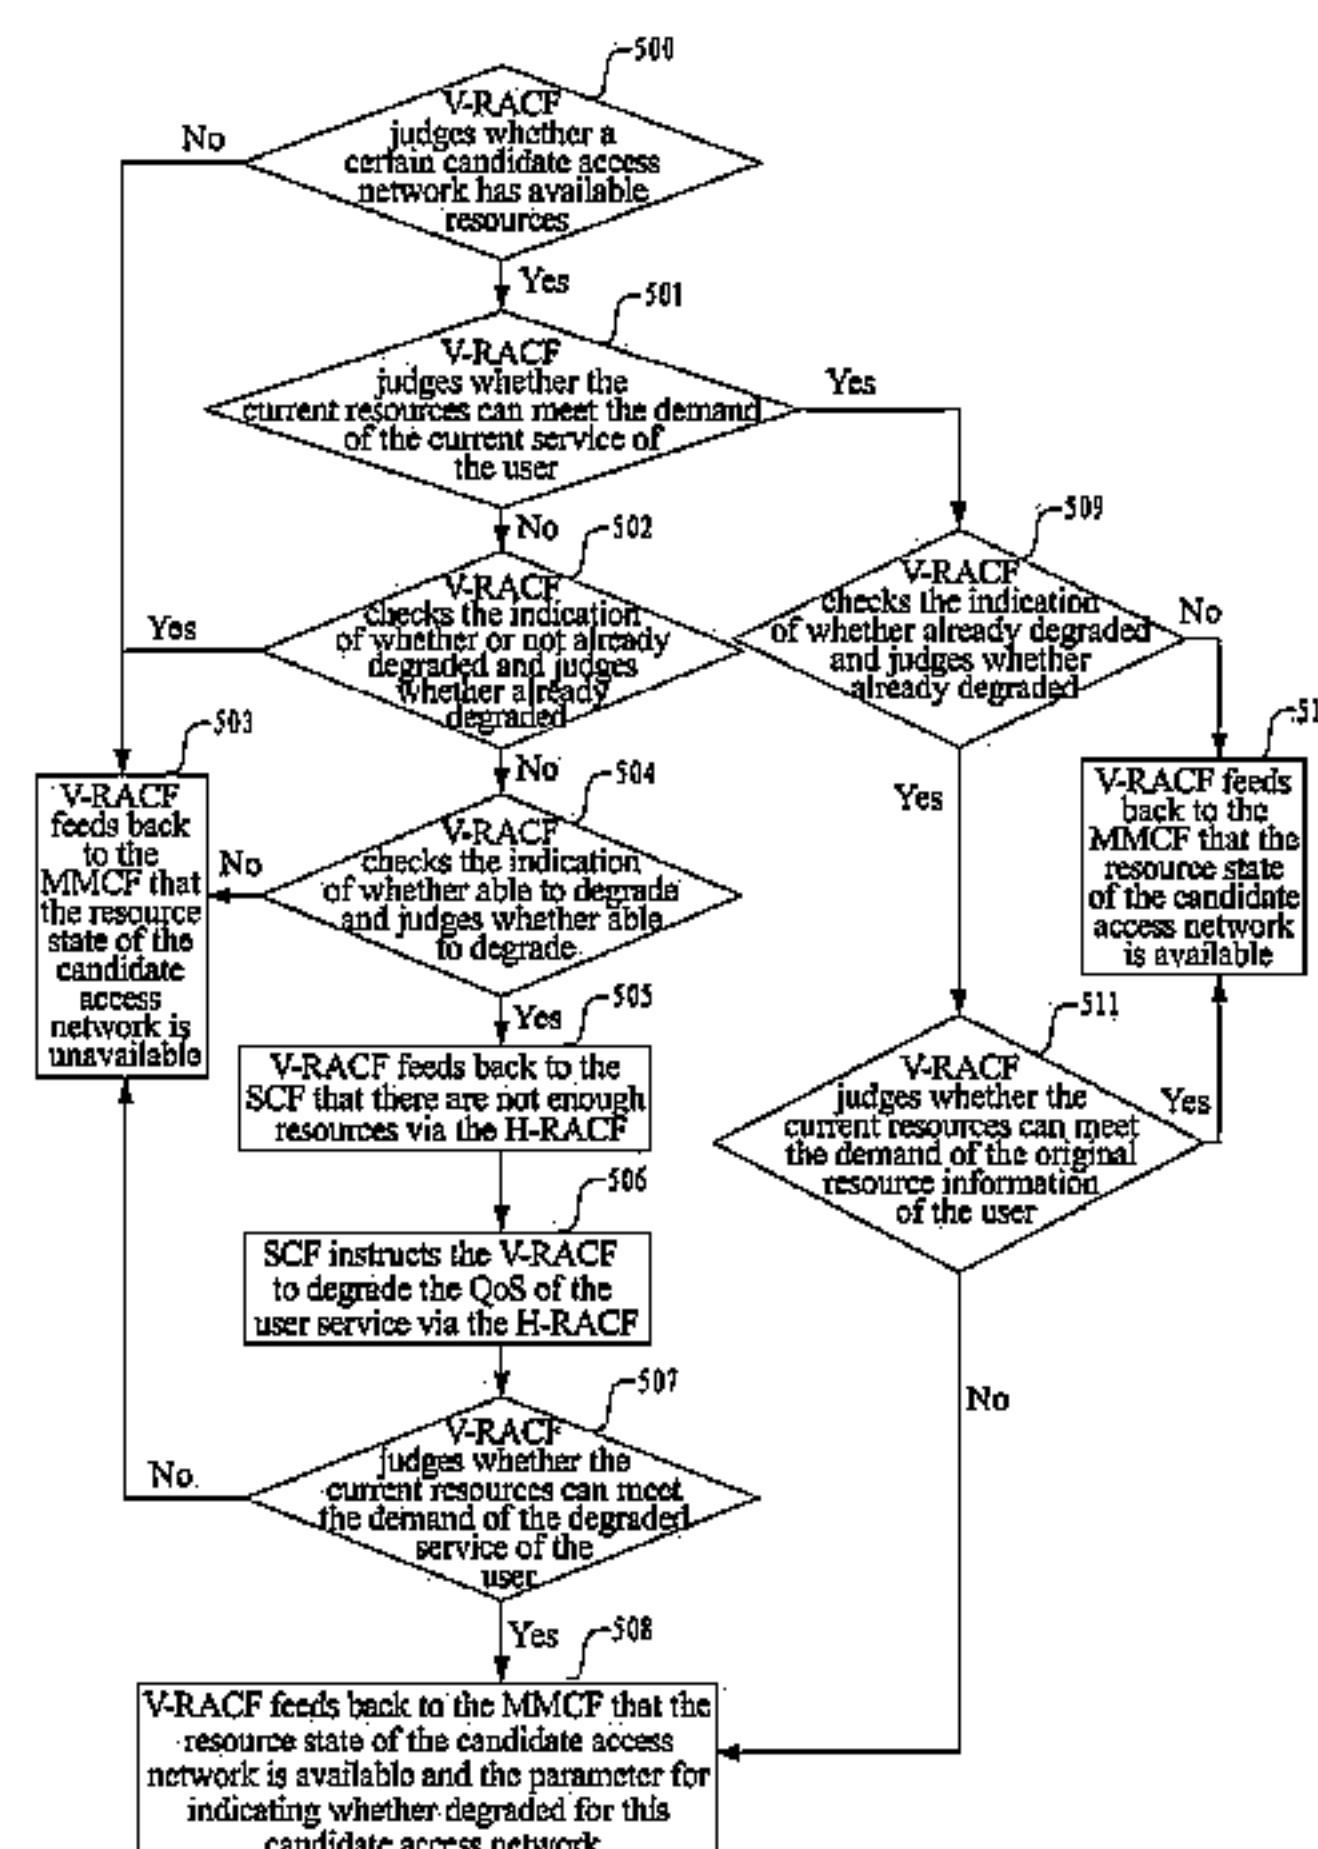 500
V-RACF
judges whether a
certain candidate access
network has available
resources
No
Yes
501
V-RACF
judges whether the
current resources can meet the demand
of the current service of
the user
Yes
No
502
V-RACF
checks the indication
of whether or not already
degraded and judges
whether already
degraded
Yes
No
509
V-RACF
checks the indication
of whether already degraded
and judges whether
already degraded
No
Yes
503
V-RACF
feeds back
to the
MMCF that
the resource
state of the
candidate
access
network is
unavailable
504
V-RACF
checks the indication
of whether able to degrade
and judges whether able
to degrade
No
Yes
51
V-RACF feeds
back to the
MMCF that the
resource state
of the candidate
access network
is available
505
V-RACF feeds back to the
SCF that there are not enough
resources via the H-RACF
511
V-RACF
judges whether the
current resources can meet
the demand of the original
resource information
of the user
Yes
No
506
SCF instructs the V-RACF
to degrade the QoS of the
user service via the H-RACF
507
V-RACF
judges whether the
current resources can meet
the demand of the degraded
service of the
user
No
Yes
508
V-RACF feeds back to the MMCF that the
resource state of the candidate access
network is available and the parameter for
indicating whether degraded for this
candidate access network